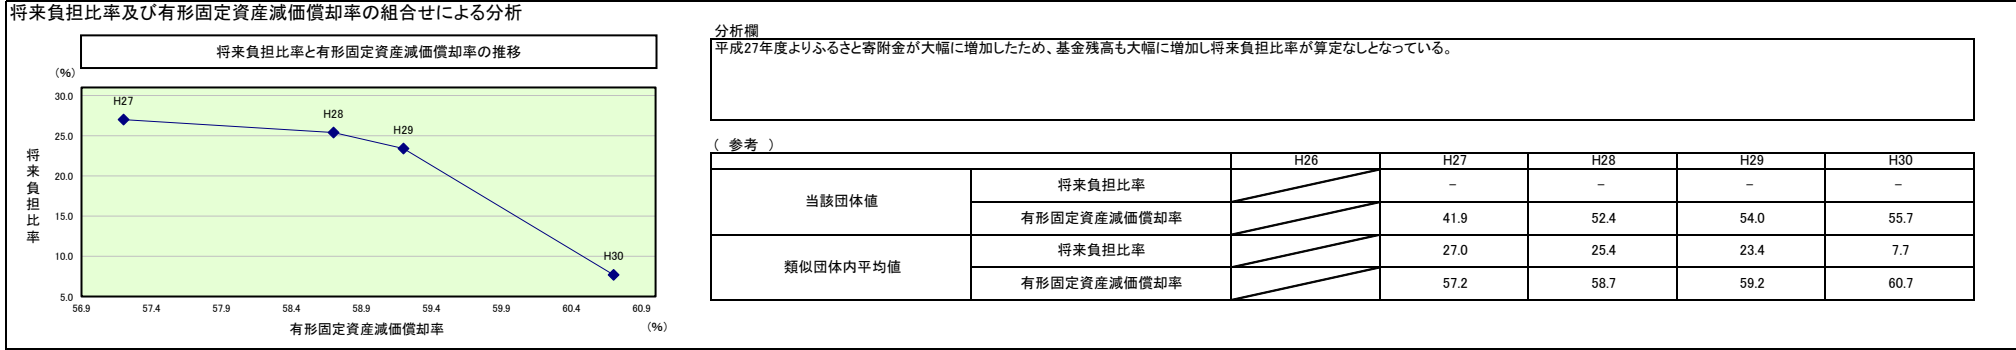 将来負担比率及び有形固定資産減価償却率の組合せによる分析
将来負担比率と有形固定資産減価償却率の推移
(%)
30.0
25.0
20.0
15.0
10.0
5.0
将来負担比率
H27
H28
H29
H30
56.9 57.4 57.9 58.4 58.9 59.4 59.9 60.4 60.9
有形固定資産減価償却率
(%)
分析欄
平成27年度よりふるさと寄附金が大幅に増加したため、基金残高も大幅に増加し将来負担比率が算定なしとなっている。
( 参考 )
H26 H27 H28 H29 H30
当該団体値
将来負担比率 － － － －
有形固定資産減価償却率 41.9 52.4 54.0 55.7
類似団体内平均値
将来負担比率 27.0 25.4 23.4 7.7
有形固定資産減価償却率 57.2 58.7 59.2 60.7